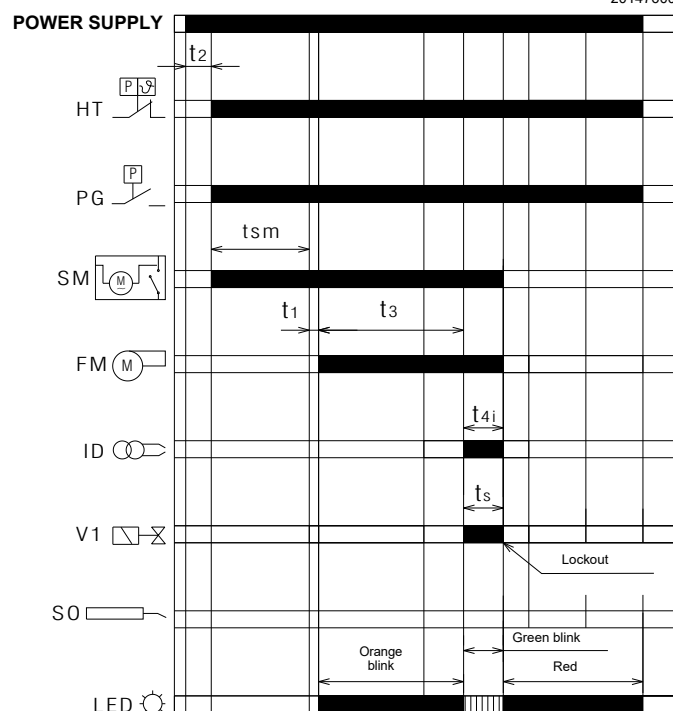 POWER SUPPLY
t2
P ϑ
HT
P
PG
tsm
SM
M
t1
t3
FM
M
t4i
ID
ts
V1
Lockout
SO
Green blink
Orange
blink
Red
LED